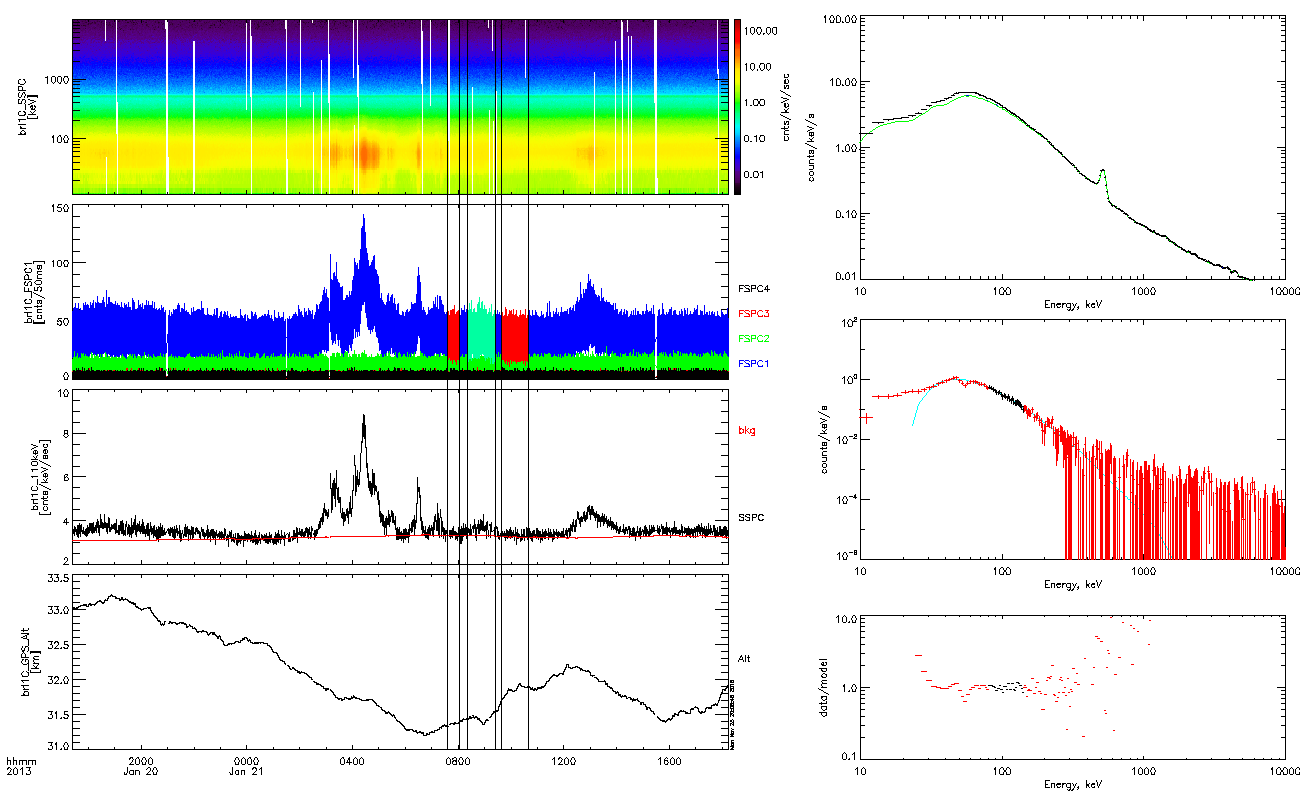 brl1C_SSPC
[keV]
1000
100
100.00
10.00
1.00
0.10
0.01
cnts/keV/sec
brl1C_FSPC1
[cnts/50ms]
150
100
50
0
FSPC4
FSPC3
FSPC2
FSPC1
brl1C_110keV
[cnts/keV/sec]
10
8
6
4
2
bkg
SSPC
brl1C_GPS_Alt
[km]
33.5
33.0
32.5
32.0
31.5
31.0
Alt
hhmm
2013
2000
Jan 20
0000
Jan 21
0400
0800
1200
1600
counts/keV/s
100.00
10.00
1.00
0.10
0.01
10
100
1000
10000
Energy, keV
counts/keV/s
10^2
10^0
10^-2
10^-4
10^-6
10
100
1000
10000
Energy, keV
data/model
10.0
1.0
0.1
10
100
1000
10000
Energy, keV